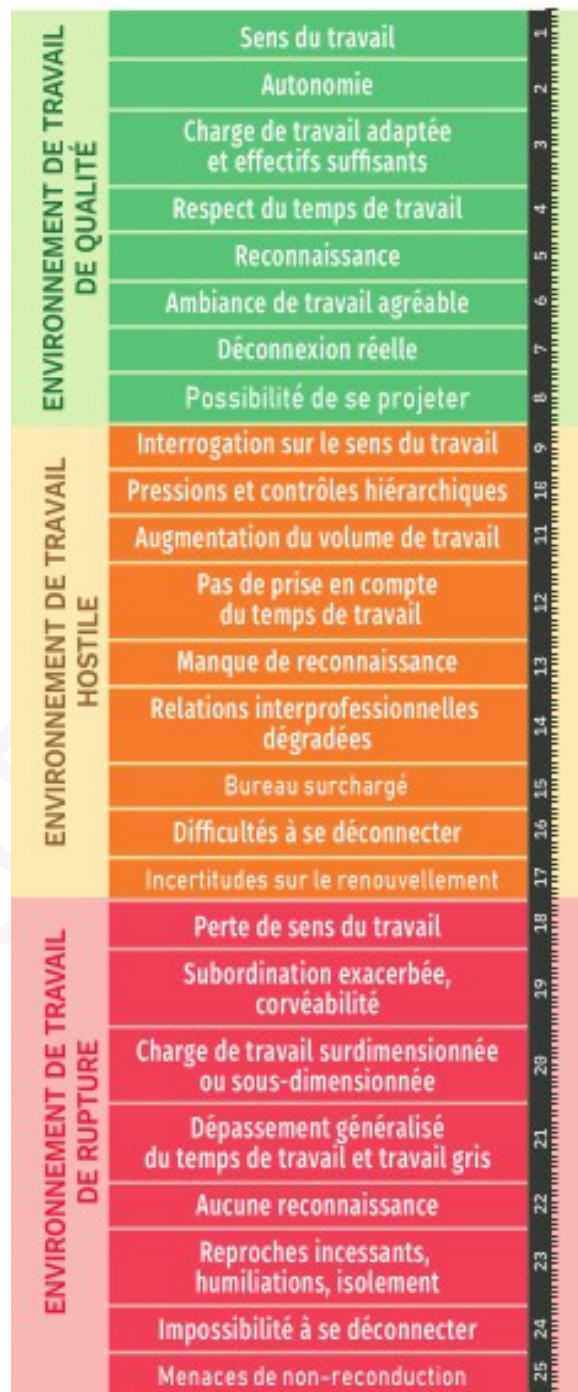 ENVIRONNEMENT DE TRAVAIL
DE QUALITÉ
Sens du travail
1
Autonomie
2
Charge de travail adaptée
et effectifs suffisants
3
Respect du temps de travail
4
Reconnaissance
5
Ambiance de travail agréable
6
Déconnexion réelle
7
Possibilité de se projeter
8
ENVIRONNEMENT DE TRAVAIL
HOSTILE
Interrogation sur le sens du travail
9
Pressions et contrôles hiérarchiques
10
Augmentation du volume de travail
11
Pas de prise en compte
du temps de travail
12
Manque de reconnaissance
13
Relations interprofessionnelles
dégradées
14
Bureau surchargé
15
Difficultés à se déconnecter
16
Incertitudes sur le renouvellement
17
ENVIRONNEMENT DE TRAVAIL
DE RUPTURE
Perte de sens du travail
18
Subordination exacerbée,
corvéabilité
19
Charge de travail surdimensionnée
ou sous-dimensionnée
20
Dépassement généralisé
du temps de travail et travail gris
21
Aucune reconnaissance
22
Reproches incessants,
humiliations, isolement
23
Impossibilité à se déconnecter
24
Menaces de non-reconduction
25